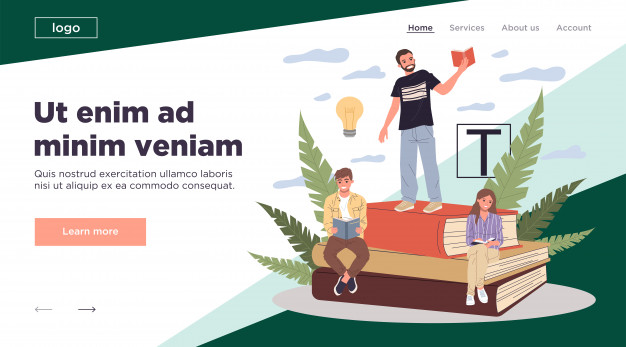 logo
Home Services About us Account
Ut enim ad
minim veniam
Quis nostrud exercitation ullamco laboris
nisi ut aliquip ex ea commodo consequat.
Learn more
T